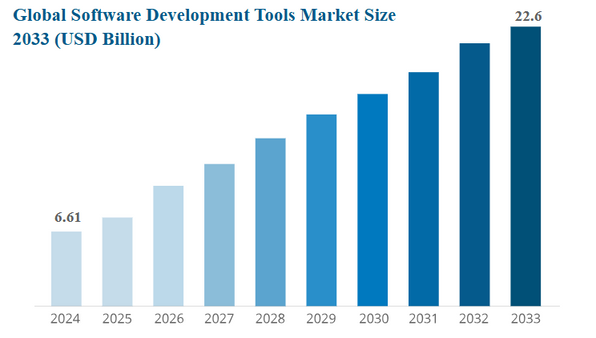 Global Software Development Tools Market Size
2033 (USD Billion)
22.6
6.61
2024 2025 2026 2027 2028 2029 2030 2031 2032 2033